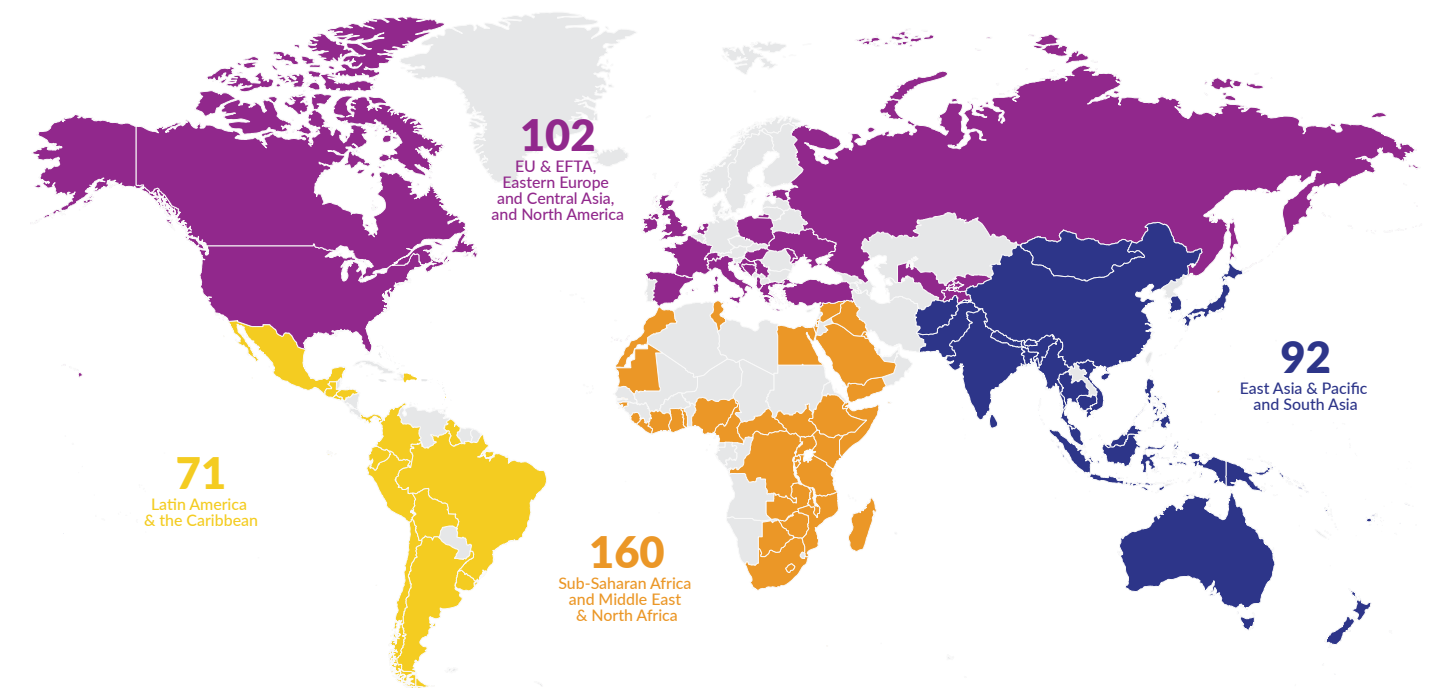 102
EU & EFTA,
Eastern Europe
and Central Asia,
and North America
92
East Asia & Pacific
and South Asia
71
Latin America
& the Caribbean
160
Sub-Saharan Africa
and Middle East
& North Africa